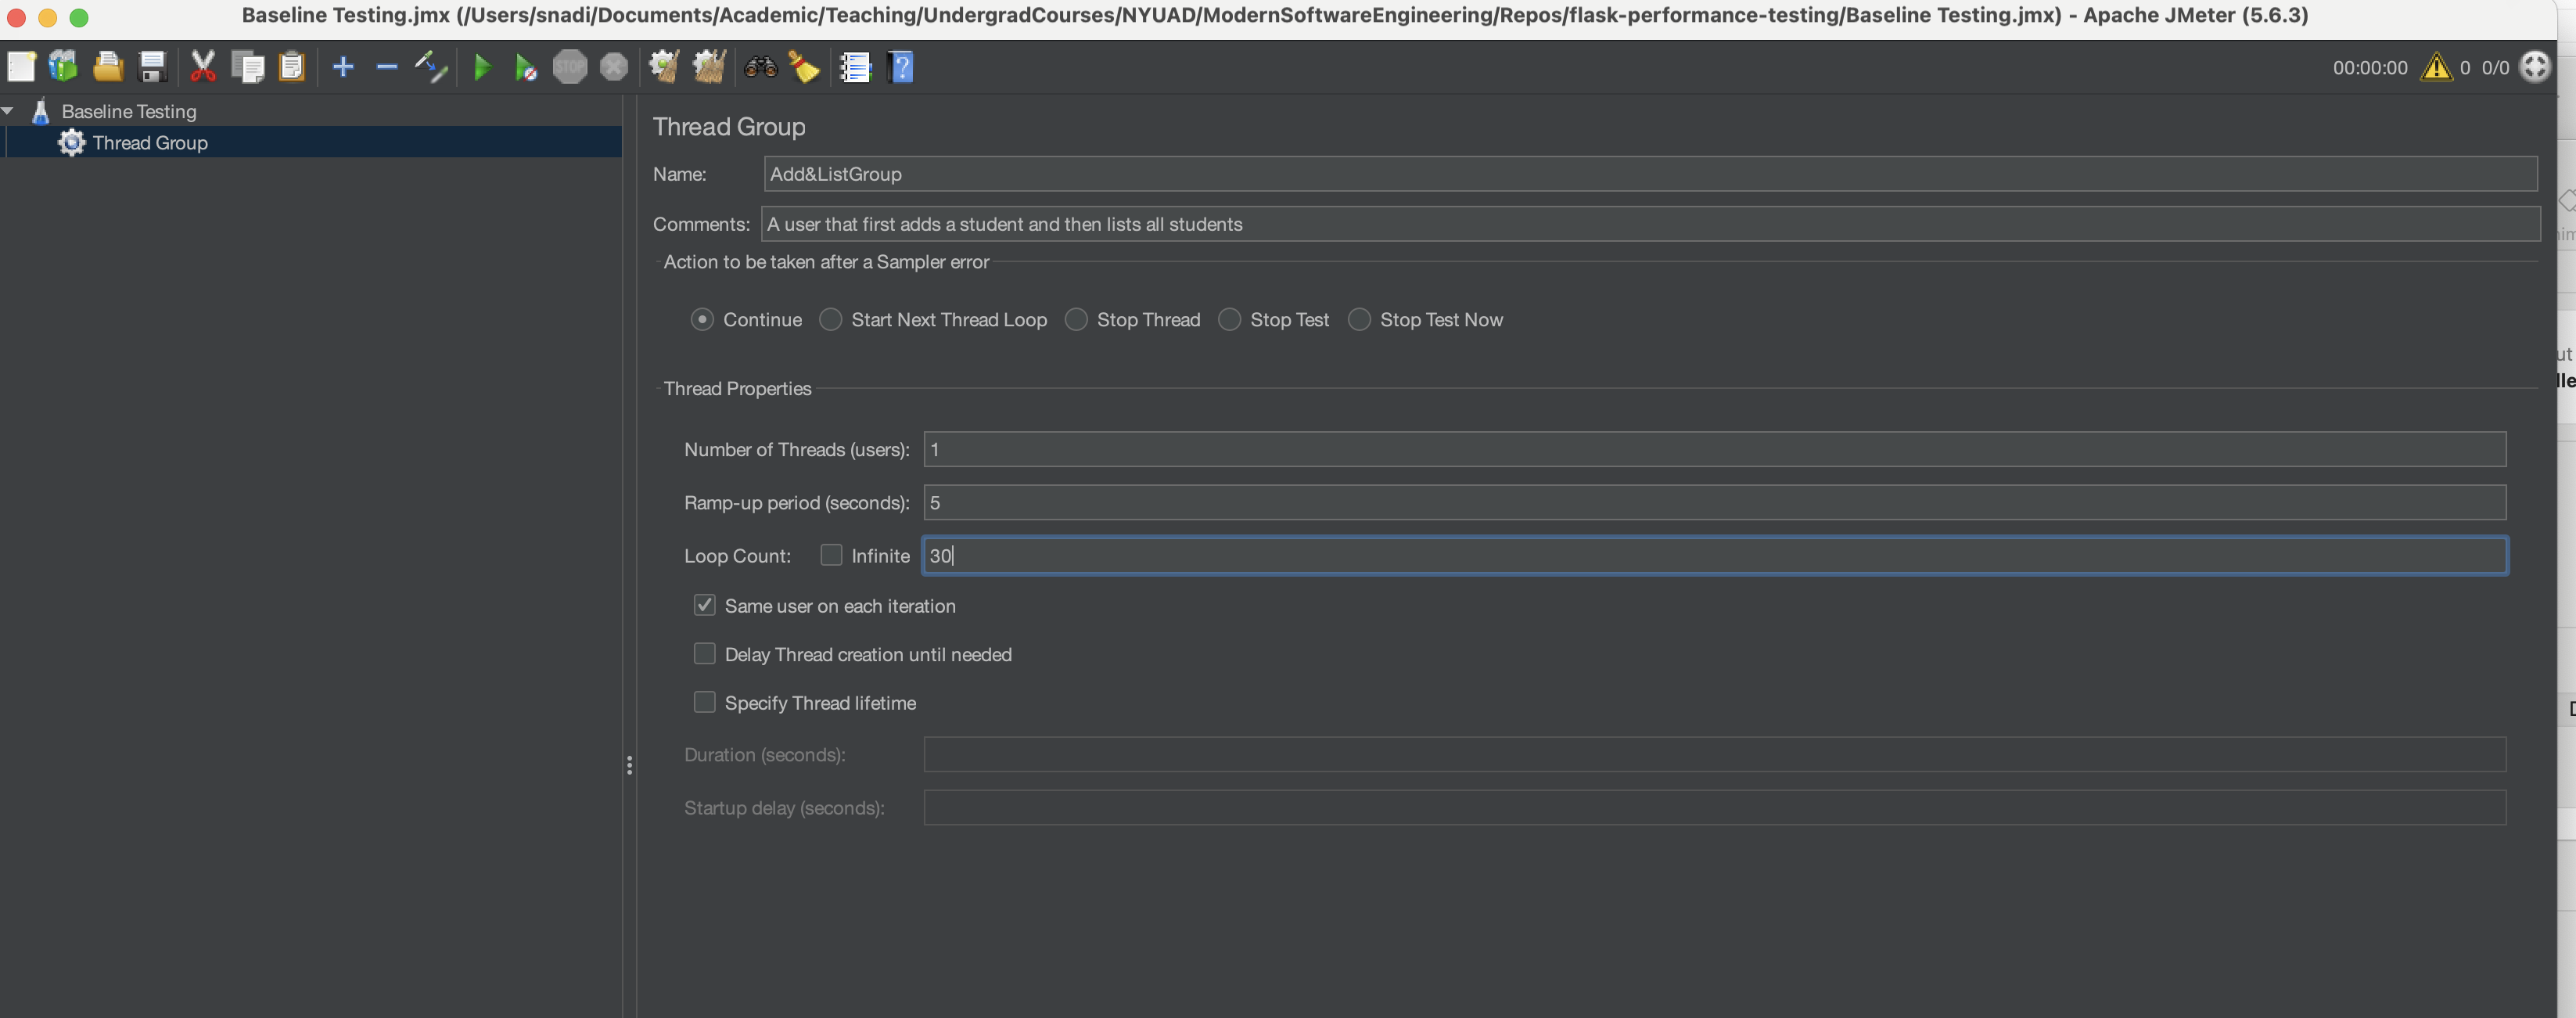 Baseline Testing.jmx (/Users/snadi/Documents/Academic/Teaching/UndergradCourses/NYUAD/ModernSoftwareEngineering/Repos/flask-performance-testing/Baseline Testing.jmx) - Apache JMeter (5.6.3)
STOP
?
00:00:00 0 0/0
Baseline Testing
Thread Group
Thread Group
Name: Add&ListGroup
Comments: A user that first adds a student and then lists all students
Action to be taken after a Sampler error
Continue Start Next Thread Loop Stop Thread Stop Test Stop Test Now
Thread Properties
Number of Threads (users): 1
Ramp-up period (seconds): 5
Loop Count: Infinite 30
Same user on each iteration
Delay Thread creation until needed
Specify Thread lifetime
Duration (seconds):
Startup delay (seconds):